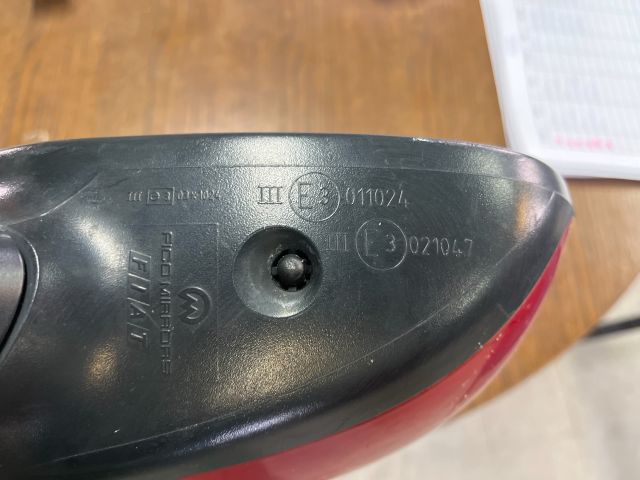 III E3 011024
III E3 021047
FICO MIRRORS
FIAT